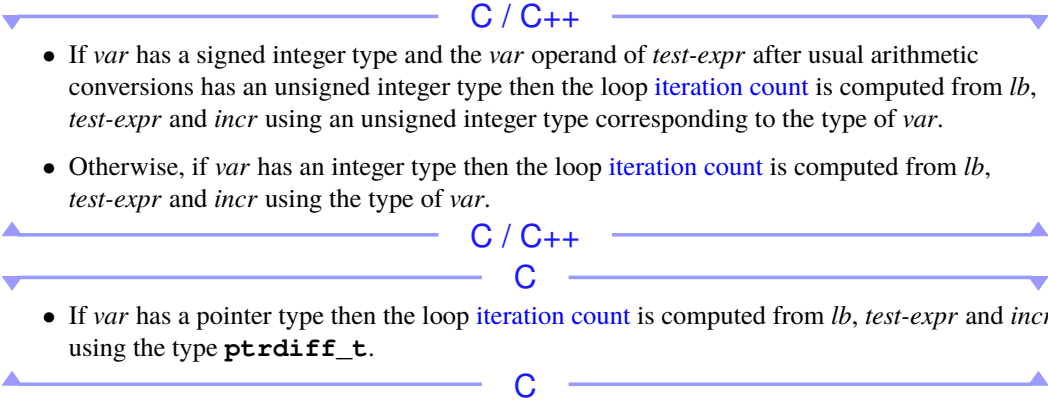 C / C++
• If var has a signed integer type and the var operand of test-expr after usual arithmetic
conversions has an unsigned integer type then the loop iteration count is computed from lb,
test-expr and incr using an unsigned integer type corresponding to the type of var.
• Otherwise, if var has an integer type then the loop iteration count is computed from lb,
test-expr and incr using the type of var.
C / C++
C
• If var has a pointer type then the loop iteration count is computed from lb, test-expr and incr
using the type ptrdiff_t.
C